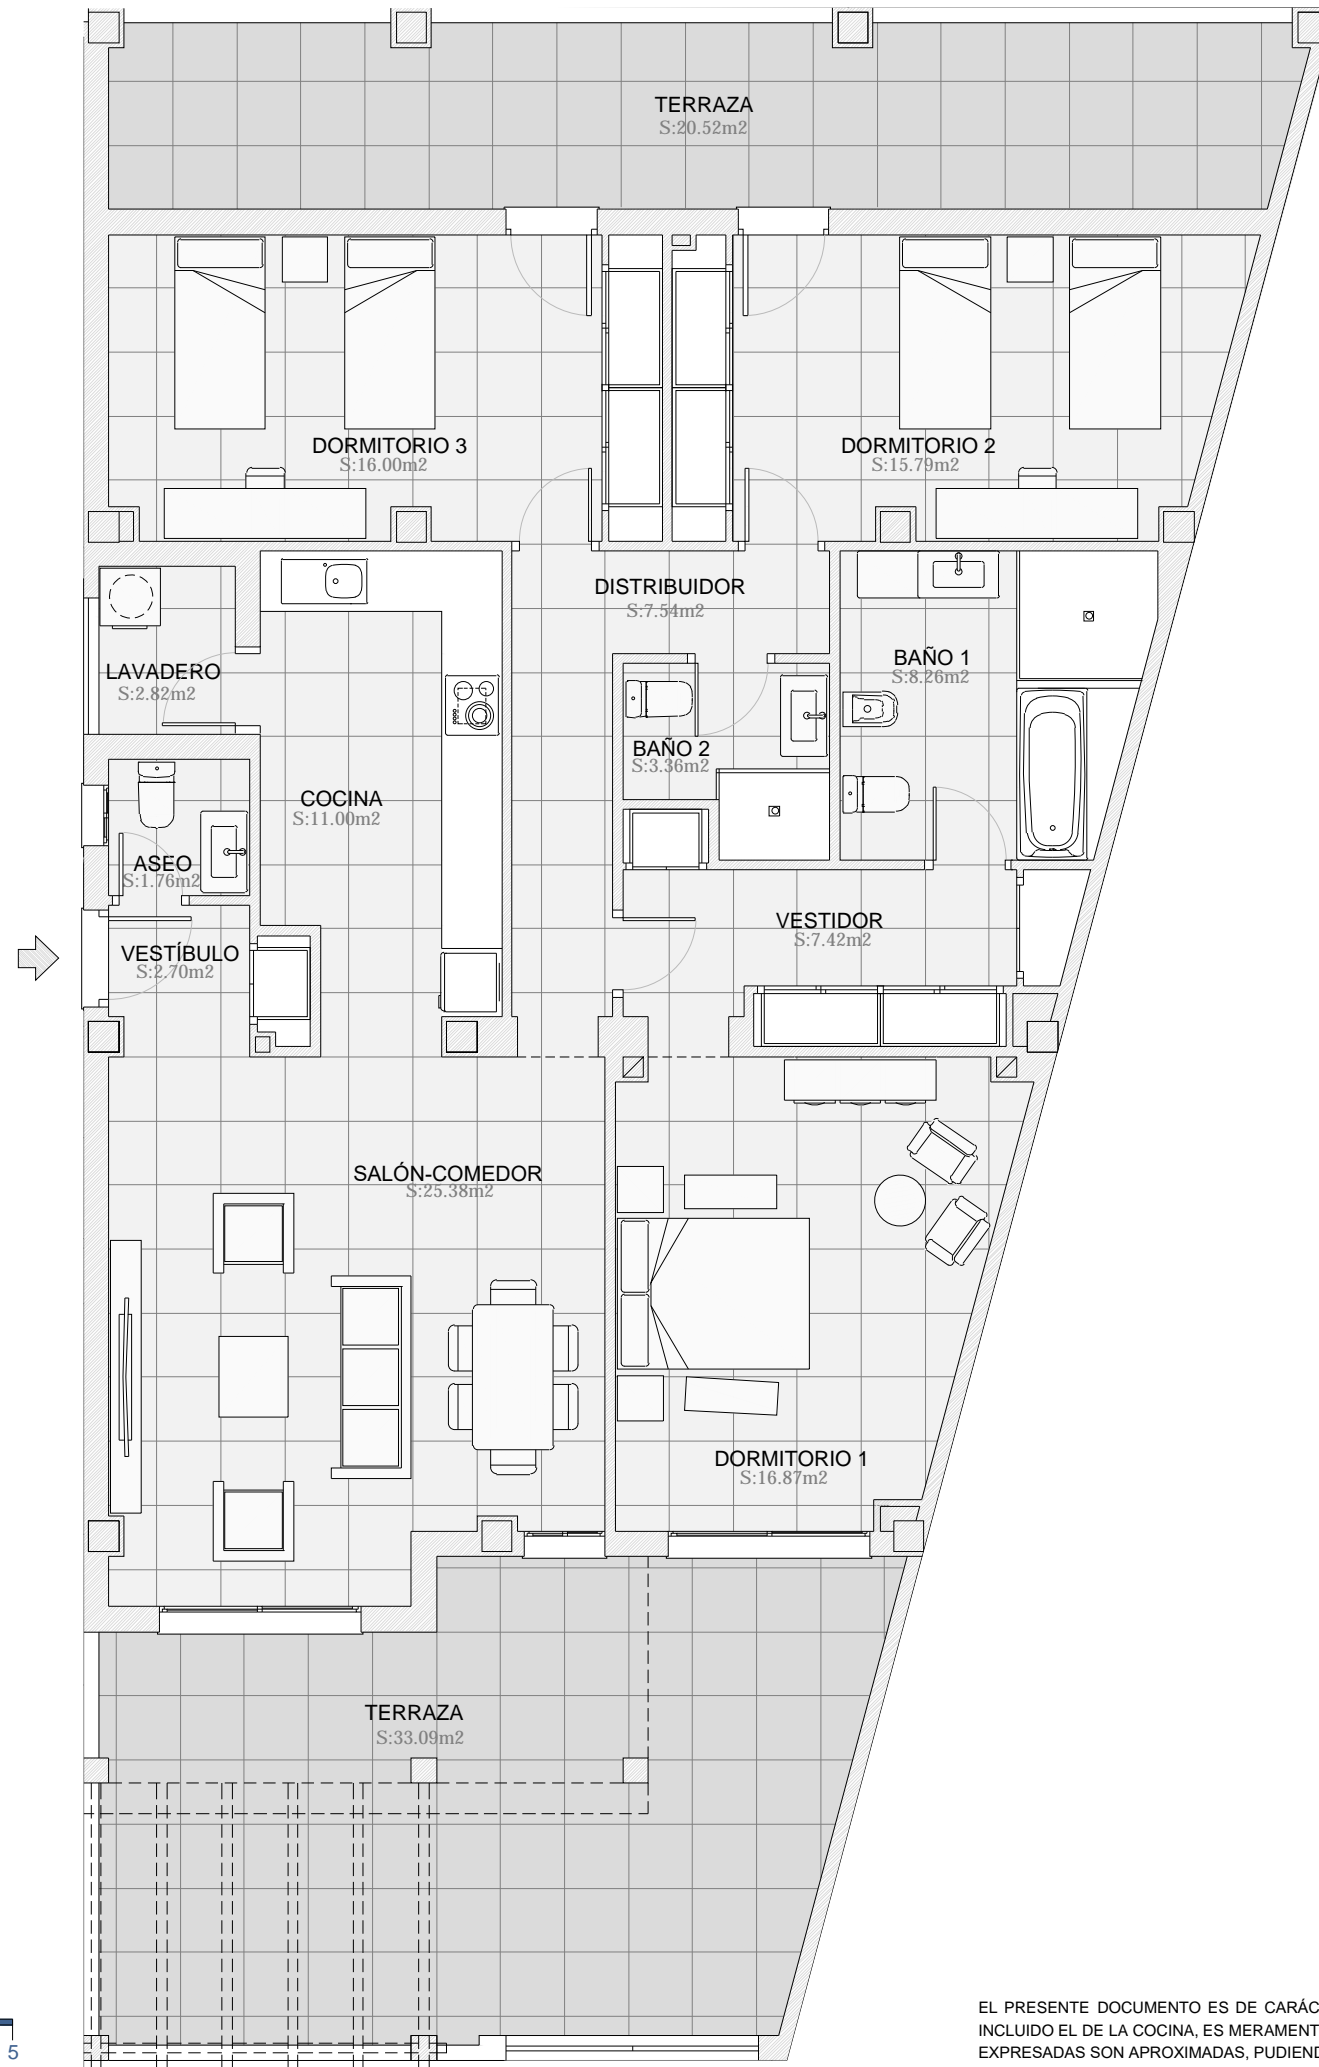 TERRAZA
S:20.52m2
DORMITORIO 3
S:16.00m2
DORMITORIO 2
S:15.79m2
DISTRIBUIDOR
S:7.54m2
LAVADERO
S:2.82m2
BAÑO 1
S:8.26m2
BAÑO 2
S:3.36m2
COCINA
S:11.00m2
ASEO
S:1.76m2
VESTÍBULO
S:2.70m2
VESTIDOR
S:7.42m2
SALÓN-COMEDOR
S:25.38m2
DORMITORIO 1
S:16.87m2
TERRAZA
S:33.09m2
5
EL PRESENTE DOCUMENTO ES DE CARÁC
INCLUIDO EL DE LA COCINA, ES MERAMENT
EXPRESADAS SON APROXIMADAS, PUDIEND